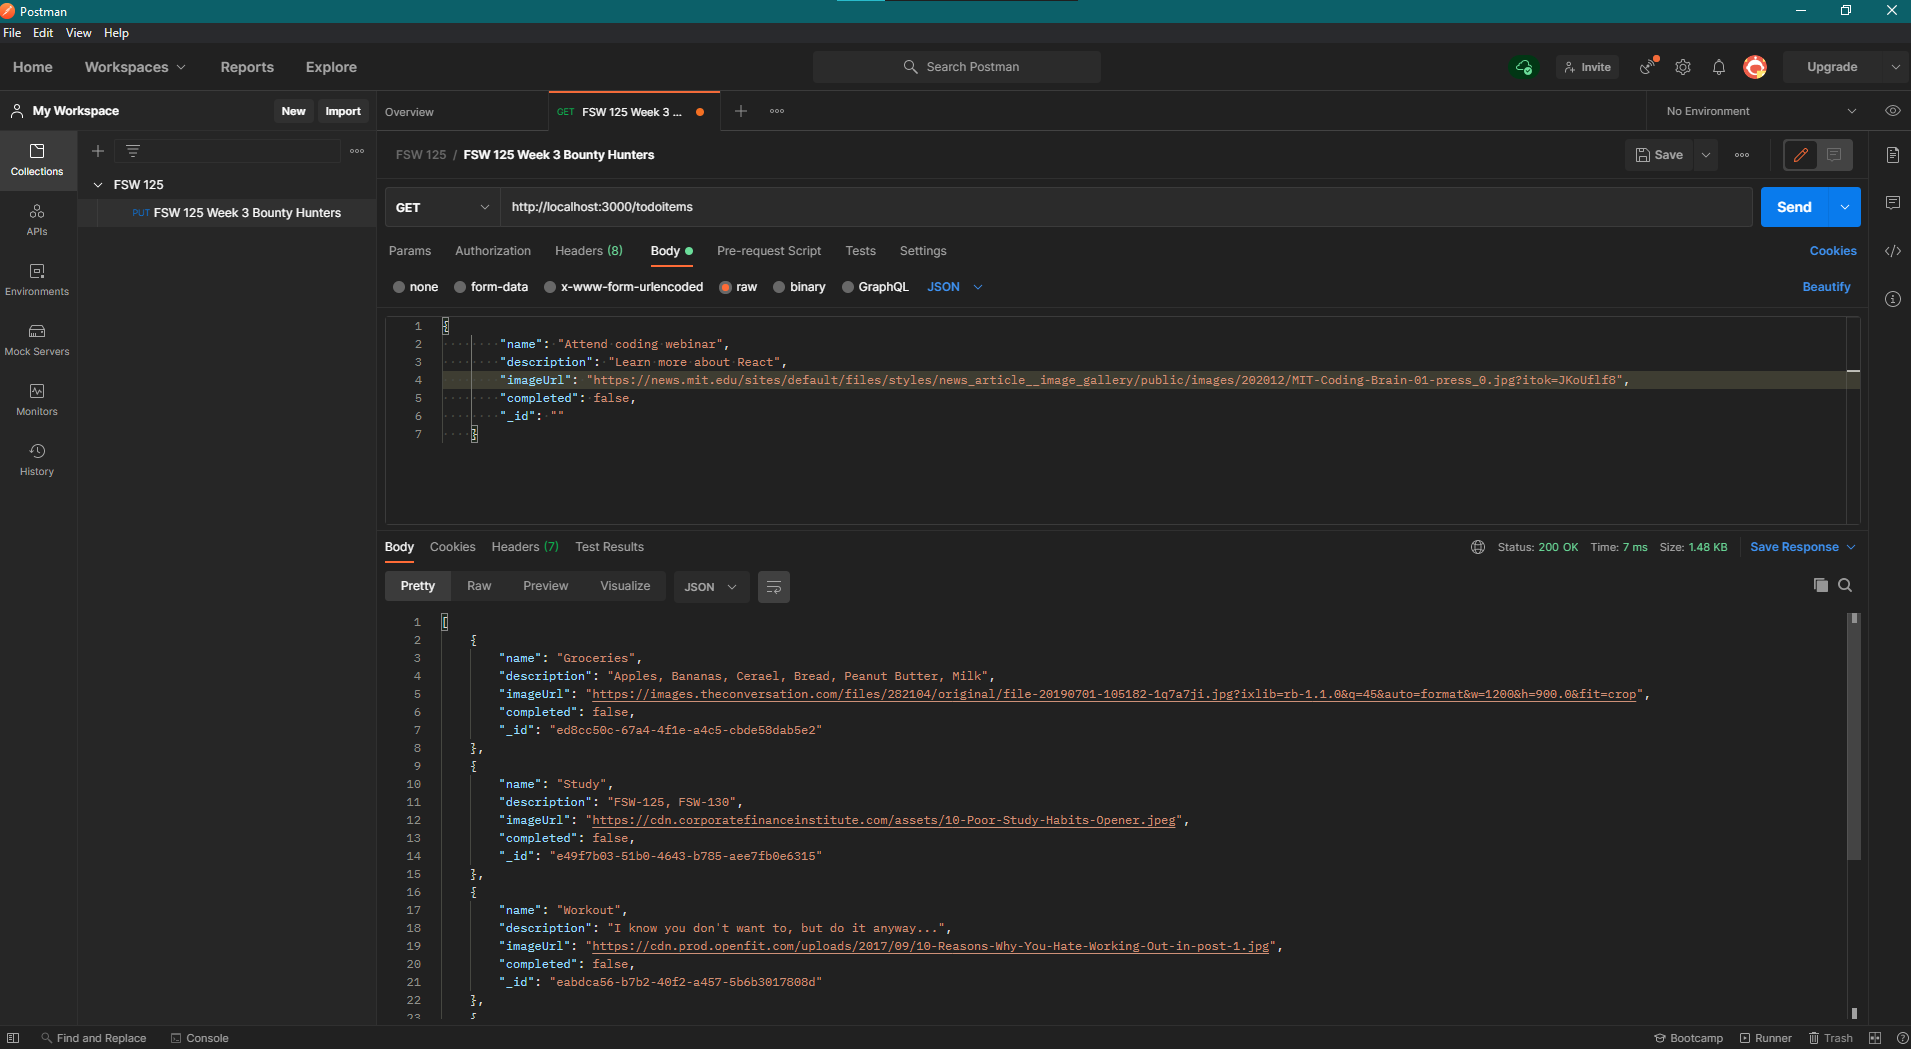 Postman
File Edit View Help
Home Workspaces Reports Explore Search Postman Invite Upgrade
My Workspace New Import Overview GET FSW 125 Week 3 ... No Environment
Collections
APIs
Environments
Mock Servers
Monitors
History
FSW 125
PUT FSW 125 Week 3 Bounty Hunters
FSW 125 / FSW 125 Week 3 Bounty Hunters Save
GET http://localhost:3000/todoitems Send
Params Authorization Headers (8) Body Pre-request Script Tests Settings Cookies
none form-data x-www-form-urlencoded raw binary GraphQL JSON Beautify
1 {
2 "name": "Attend coding webinar",
3 "description": "Learn more about React",
4 "imageUrl": "https://news.mit.edu/sites/default/files/styles/news_article__image_gallery/public/images/202012/MIT-Coding-Brain-01-press_0.jpg?itok=JKoUflf8",
5 "completed": false,
6 "_id": ""
7 }
Body Cookies Headers (7) Test Results Status: 200 OK Time: 7 ms Size: 1.48 KB Save Response
Pretty Raw Preview Visualize JSON
1 [
2 {
3 "name": "Groceries",
4 "description": "Apples, Bananas, Cerael, Bread, Peanut Butter, Milk",
5 "imageUrl": "https://images.theconversation.com/files/282104/original/file-20190701-105182-1q7a7ji.jpg?ixlib=rb-1.1.0&q=45&auto=format&w=1200&h=900.0&fit=crop",
6 "completed": false,
7 "_id": "ed8cc50c-67a4-4f1e-a4c5-cbde58dab5e2"
8 },
9 {
10 "name": "Study",
11 "description": "FSW-125, FSW-130",
12 "imageUrl": "https://cdn.corporatefinanceinstitute.com/assets/10-Poor-Study-Habits-Opener.jpeg",
13 "completed": false,
14 "_id": "e49f7b03-51b0-4643-b785-aee7fb0e6315"
15 },
16 {
17 "name": "Workout",
18 "description": "I know you don't want to, but do it anyway...",
19 "imageUrl": "https://cdn.prod.openfit.com/uploads/2017/09/10-Reasons-Why-You-Hate-Working-Out-in-post-1.jpg",
20 "completed": false,
21 "_id": "eabdca56-b7b2-40f2-a457-5b6b3017808d"
22 },
23 {
Find and Replace Console Bootcamp Runner Trash